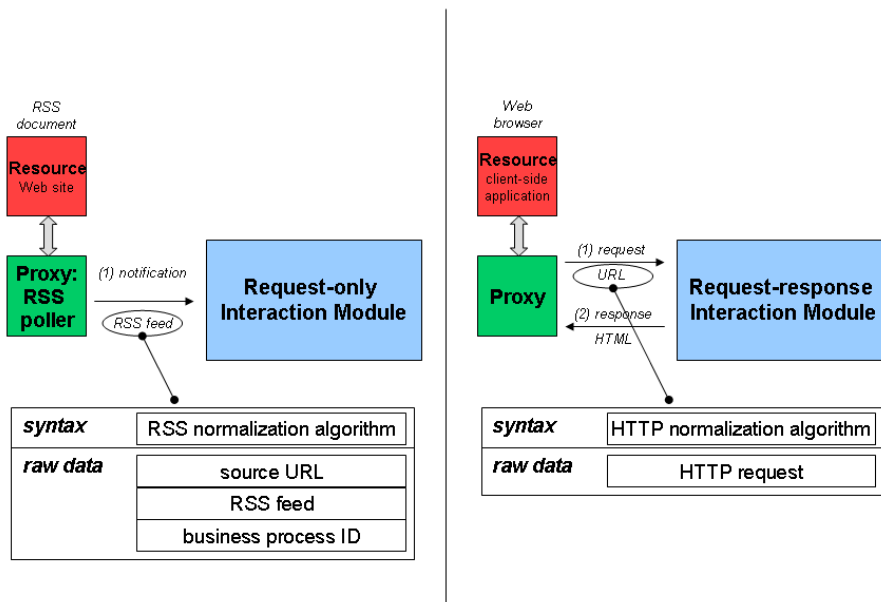 RSS
document
Resource
Web site
Proxy:
RSS
poller
(1) notification
RSS feed
Request-only
Interaction Module
syntax
RSS normalization algorithm
raw data
source URL
RSS feed
business process ID
Web
browser
Resource
client-side
application
Proxy
(1) request
URL
(2) response
HTML
Request-response
Interaction Module
syntax
HTTP normalization algorithm
raw data
HTTP request